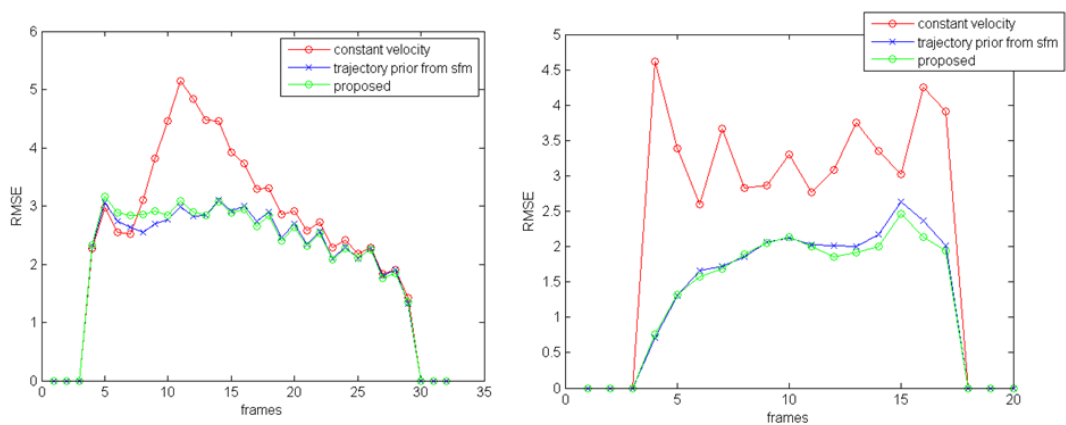 6
5
4
3
2
1
0
RMSE
0 5 10 15 20 25 30 35
frames
constant velocity
trajectory prior from sfm
proposed
5
4.5
4
3.5
3
2.5
2
1.5
1
0.5
0
RMSE
0 5 10 15 20
frames
constant velocity
trajectory prior from sfm
proposed